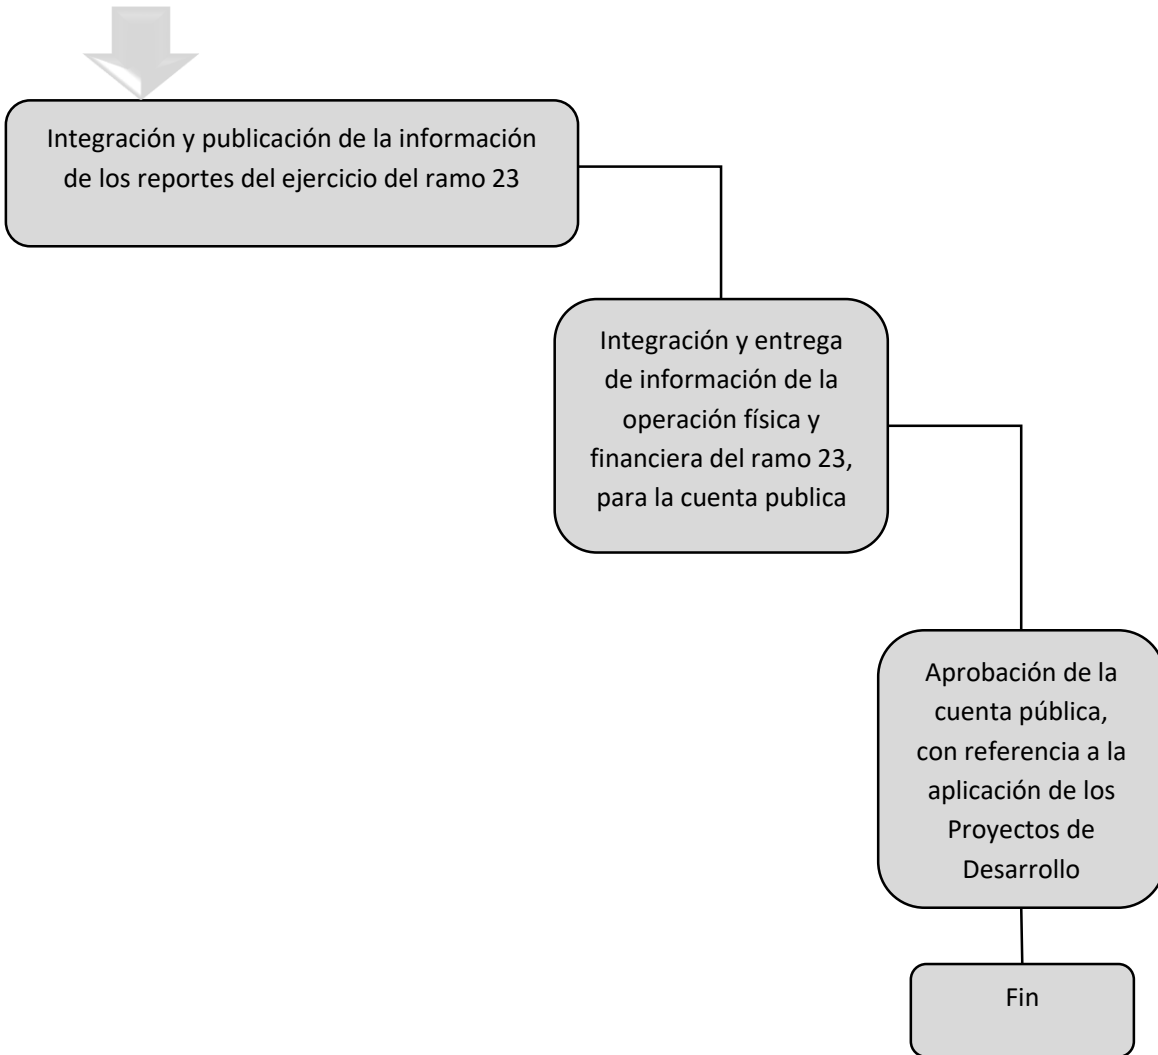 Integración y publicación de la información
de los reportes del ejercicio del ramo 23
Integración y entrega
de información de la
operación física y
financiera del ramo 23,
para la cuenta publica
Aprobación de la
cuenta pública,
con referencia a la
aplicación de los
Proyectos de
Desarrollo
Fin